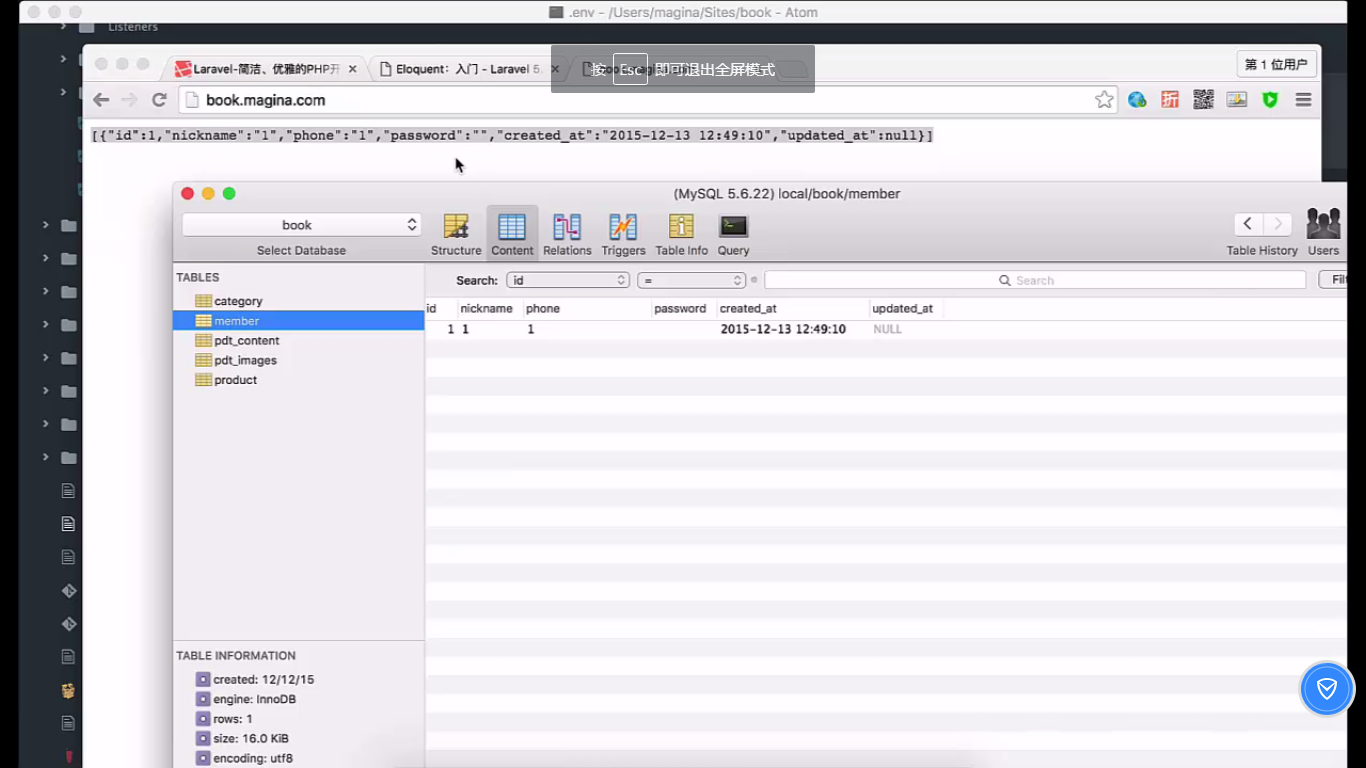 .env - /Users/magina/Sites/book - Atom
Listeners
Laravel-简洁、优雅的PHP开
Eloquent：入门 - Laravel 5.
按 Esc 即可退出全屏模式
第 1 位用户
book.magina.com
[{"id":1,"nickname":"1","phone":"1","password":"","created_at":"2015-12-13 12:49:10","updated_at":null}]
(MySQL 5.6.22) local/book/member
book
Select Database
Structure
Content
Relations
Triggers
Table Info
Query
Table History
Users
TABLES
Search:
id
=
Search
category
member
pdt_content
pdt_images
product
id nickname phone password created_at updated_at
1 1 1 2015-12-13 12:49:10 NULL
TABLE INFORMATION
created: 12/12/15
engine: InnoDB
rows: 1
size: 16.0 KiB
encoding: utf8